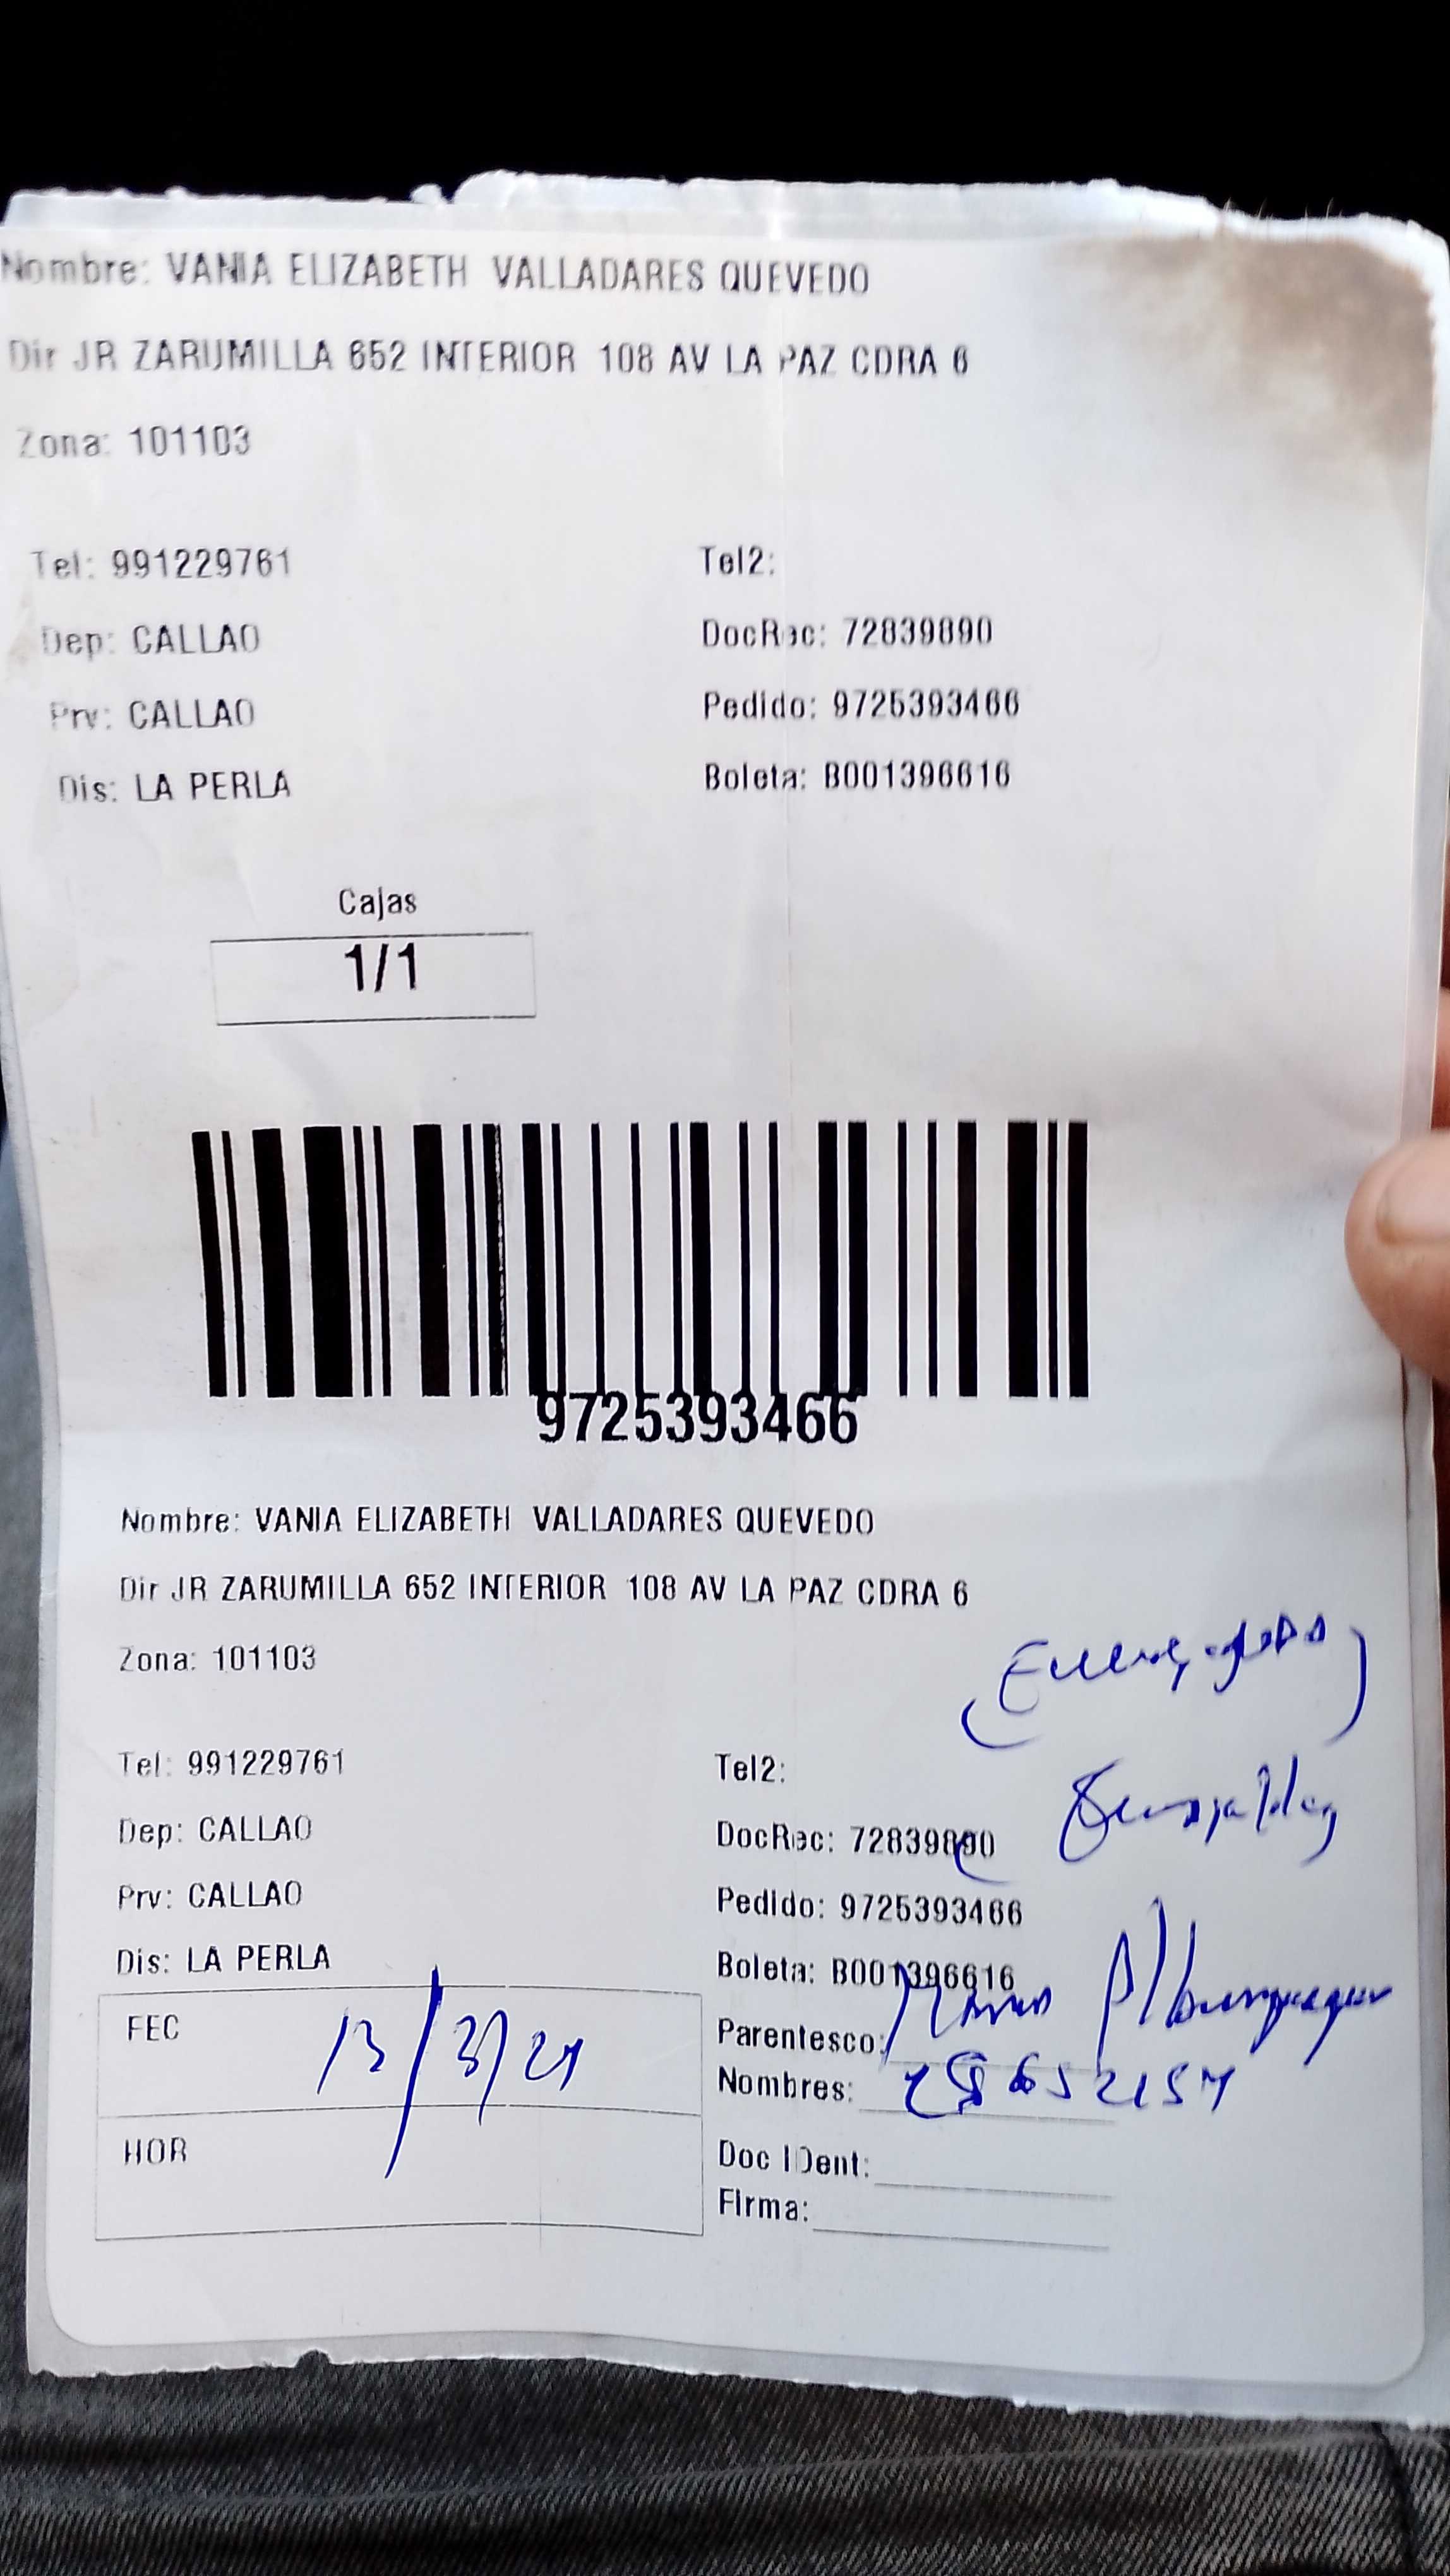 Nombre: VANIA ELIZABETH VALLADARES QUEVEDO
Dir JR ZARUMILLA 652 INTERIOR 108 AV LA PAZ CDRA 6
Zona: 101103
Tel: 991229761 Tel2:
Dep: CALLAO DocRec: 72839890
Prv: CALLAO Pedido: 9725393466
Dis: LA PERLA Boleta: B001396616
Cajas
1/1
9725393466
Nombre: VANIA ELIZABETH VALLADARES QUEVEDO
Dir JR ZARUMILLA 652 INTERIOR 108 AV LA PAZ CDRA 6
Zona: 101103
Tel: 991229761 Tel2:
Dep: CALLAO DocRec: 72839890
Prv: CALLAO Pedido: 9725393466
Dis: LA PERLA Boleta: B001396616
FEC 13/3/21 Parentesco: Alburqueque
Nombres:
HOR Doc IDent:
Firma: